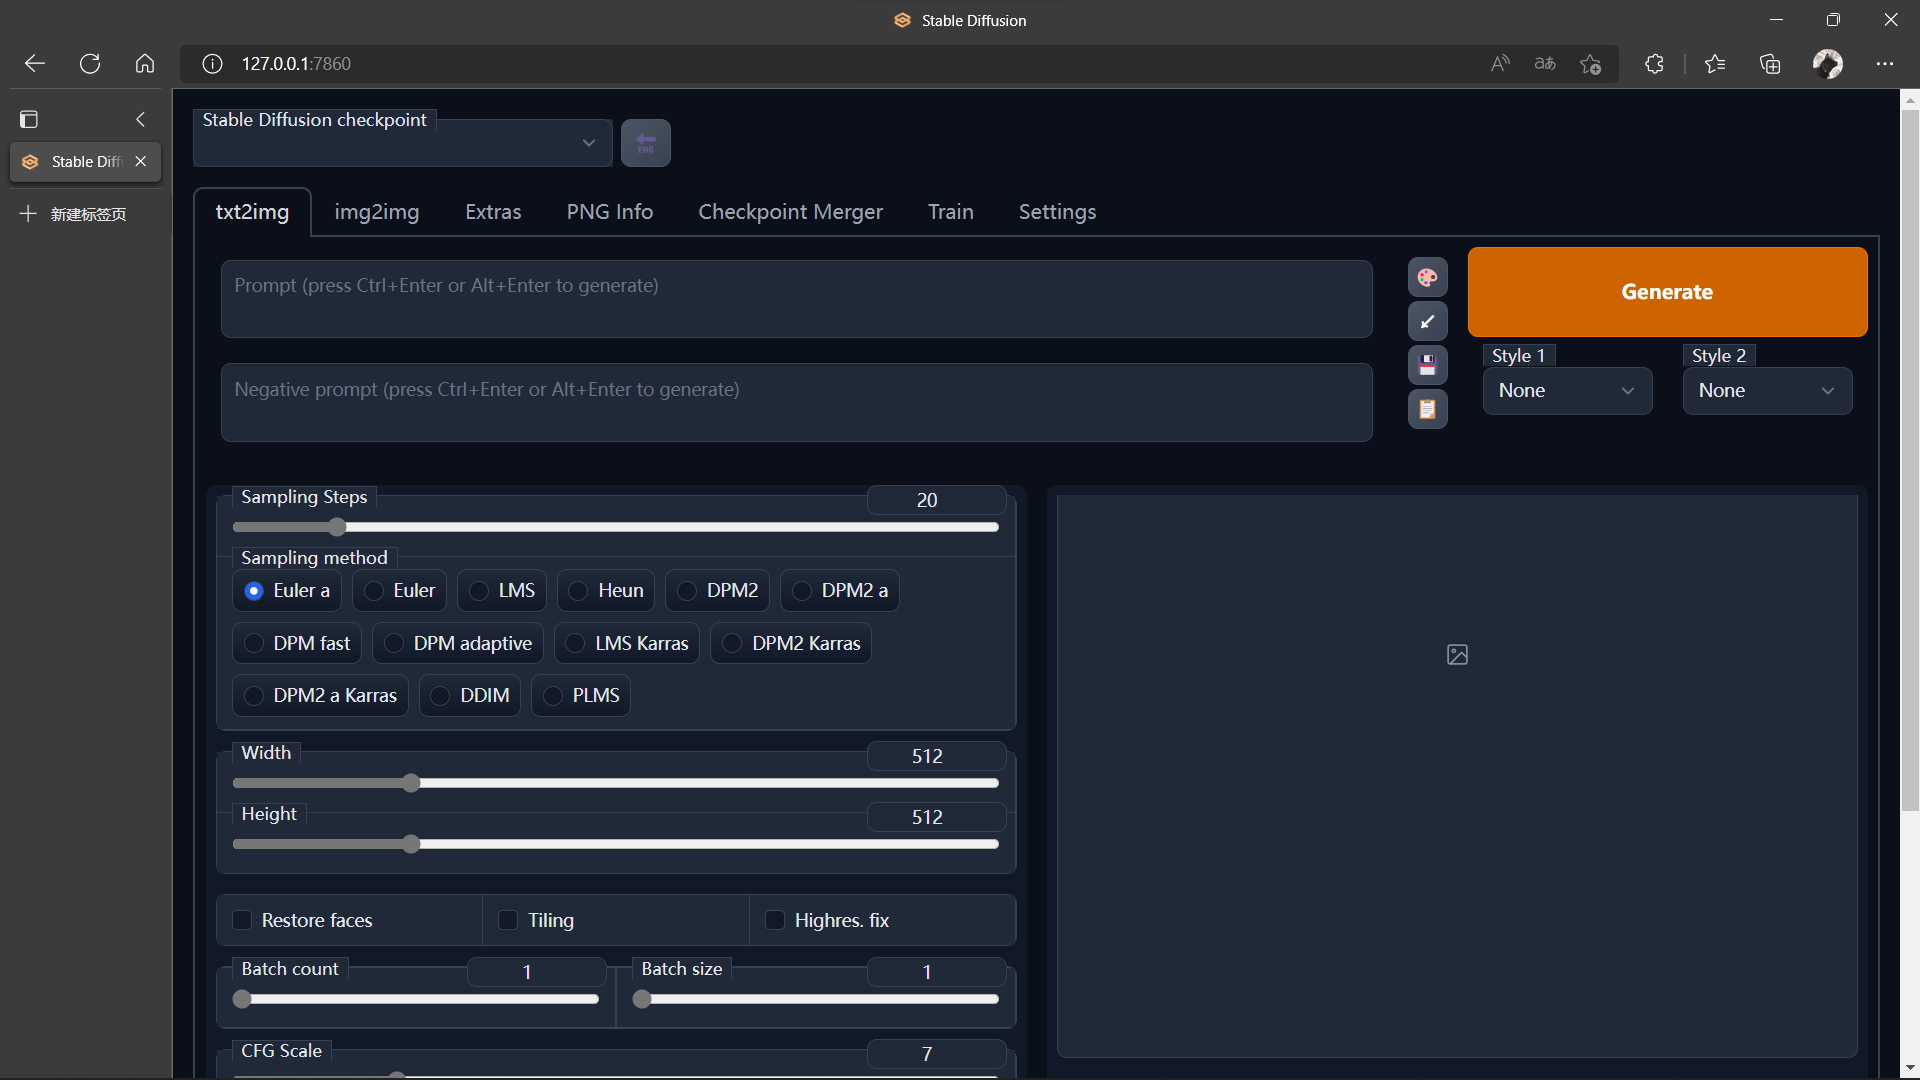 Stable Diffusion
127.0.0.1:7860
Stable Diff
新建标签页
Stable Diffusion checkpoint
END
txt2img img2img Extras PNG Info Checkpoint Merger Train Settings
Prompt (press Ctrl+Enter or Alt+Enter to generate)
Negative prompt (press Ctrl+Enter or Alt+Enter to generate)
Generate
Style 1 Style 2
None None
Sampling Steps 20
Sampling method
Euler a Euler LMS Heun DPM2 DPM2 a
DPM fast DPM adaptive LMS Karras DPM2 Karras
DPM2 a Karras DDIM PLMS
Width 512
Height 512
Restore faces Tiling Highres. fix
Batch count 1 Batch size 1
CFG Scale 7